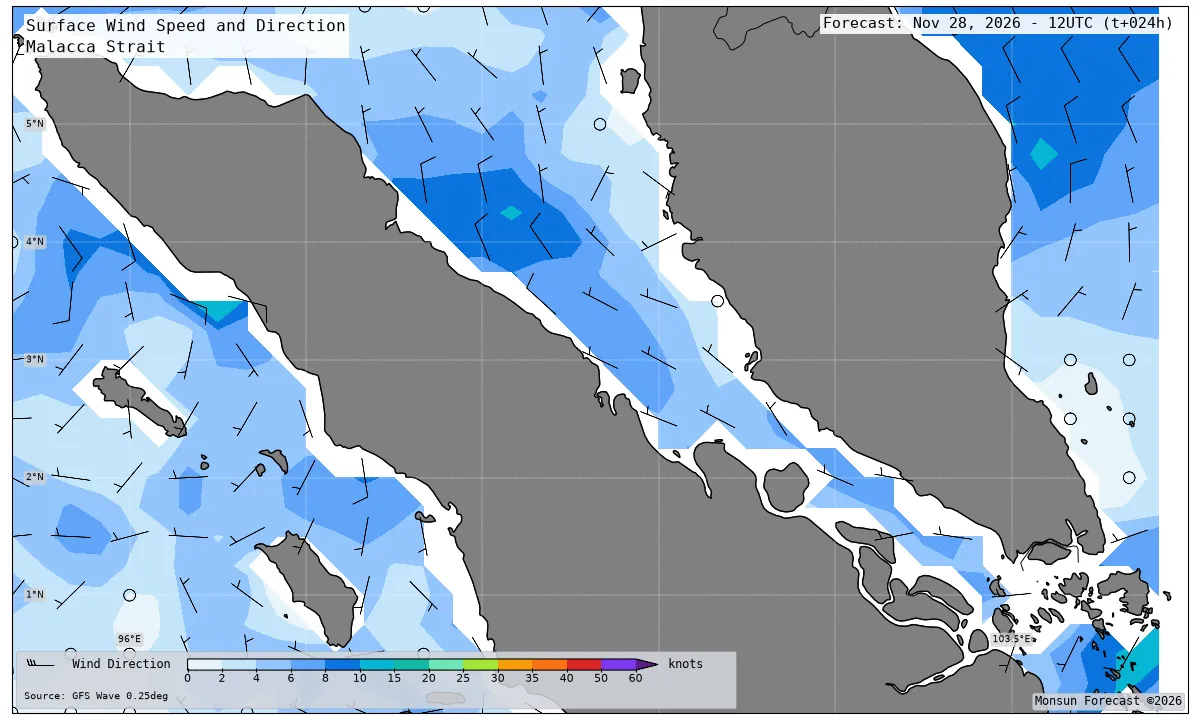 Surface Wind Speed and Direction
Malacca Strait
Forecast: Nov 28, 2026 - 12UTC (t+024h)
5°N
4°N
3°N
2°N
1°N
96°E
103.5°E
Wind Direction
0 2 4 6 8 10 15 20 25 30 35 40 50 60
knots
Source: GFS Wave 0.25deg
Monsun Forecast ©2026